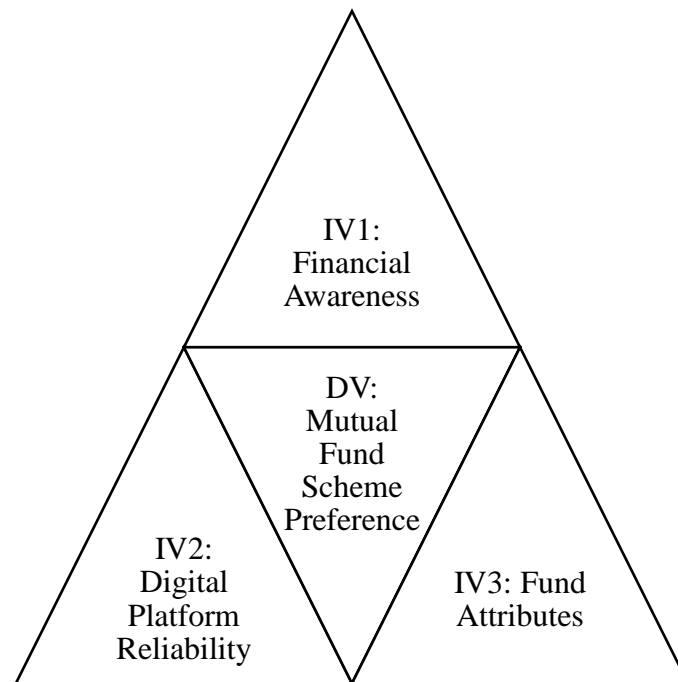 IV1:
Financial
Awareness
DV:
Mutual
Fund
Scheme
Preference
IV2:
Digital
Platform
Reliability
IV3: Fund
Attributes